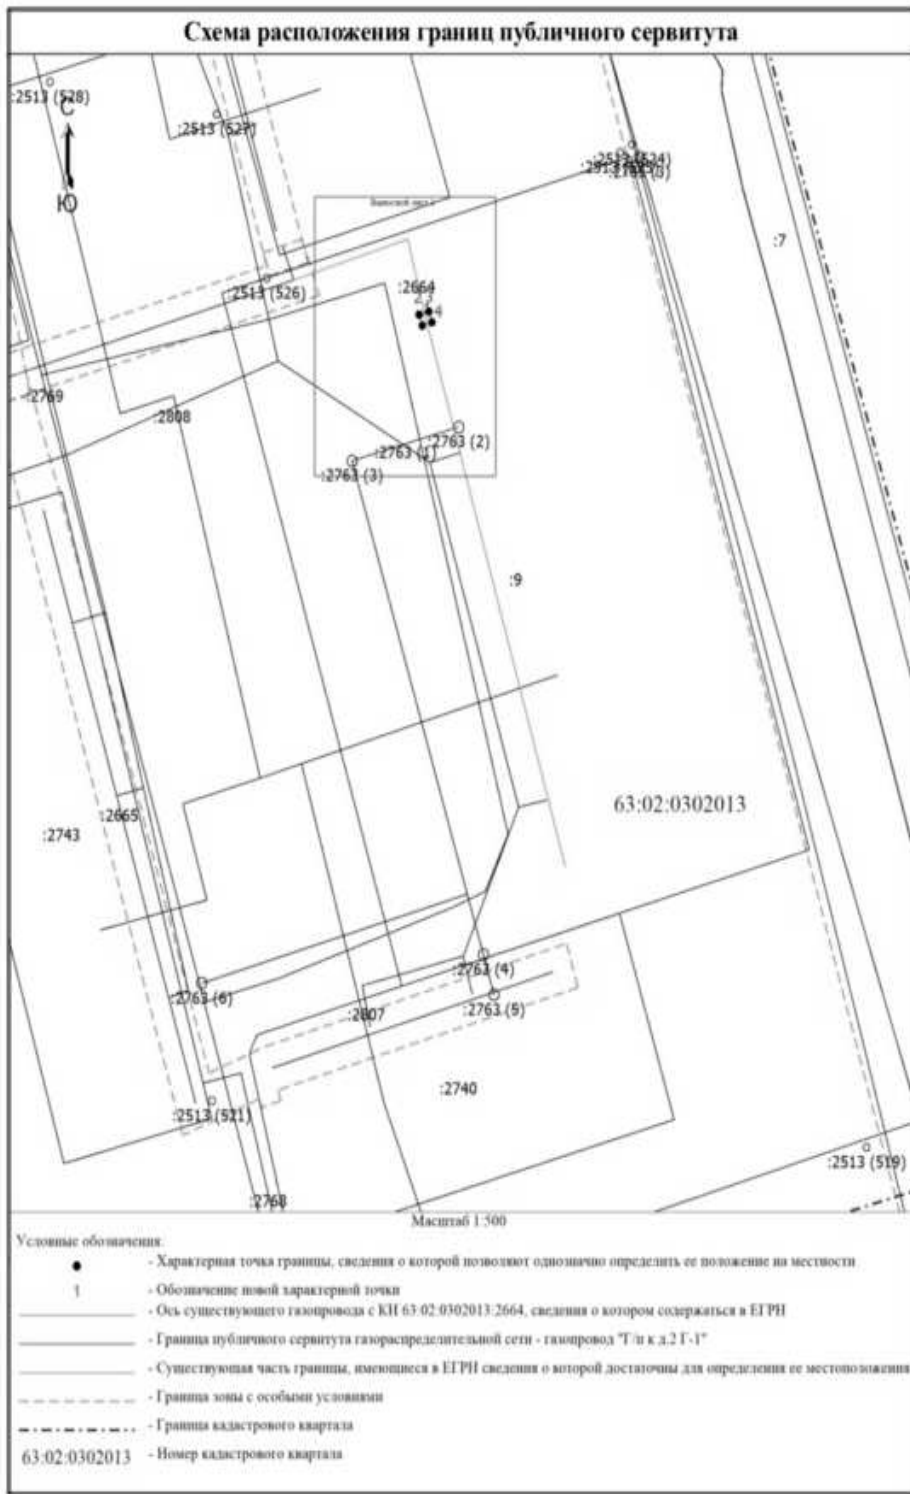 Схема расположения границ публичного сервитута
:2513 (528)
С
Ю
:2513 (527)
:2513 (524)
:7
:2513 (526)
:2664
2 3
4
:2769
:2808
:2763 (2)
:2763 (1)
:2763 (3)
:9
63:02:0302013
:2665
:2743
:2763 (4)
:2763 (6)
:2763 (5)
:2807
:2740
:2513 (521)
:2513 (519)
:2768
Масштаб 1:500
Условные обозначения:
- Характерная точка границы, сведения о которой позволяют однозначно определить ее положение на местности
1 - Обозначение новой характерной точки
- Ось существующего газопровода с КН 63:02:0302013:2664, сведения о котором содержаться в ЕГРН
- Граница публичного сервитута газораспределительной сети - газопровод "Г/п к д.2 Г-1"
- Существующая часть границы, имеющиеся в ЕГРН сведения о которой достаточны для определения ее местоположения
- Граница зоны с особыми условиями
- Граница кадастрового квартала
63:02:0302013 - Номер кадастрового квартала